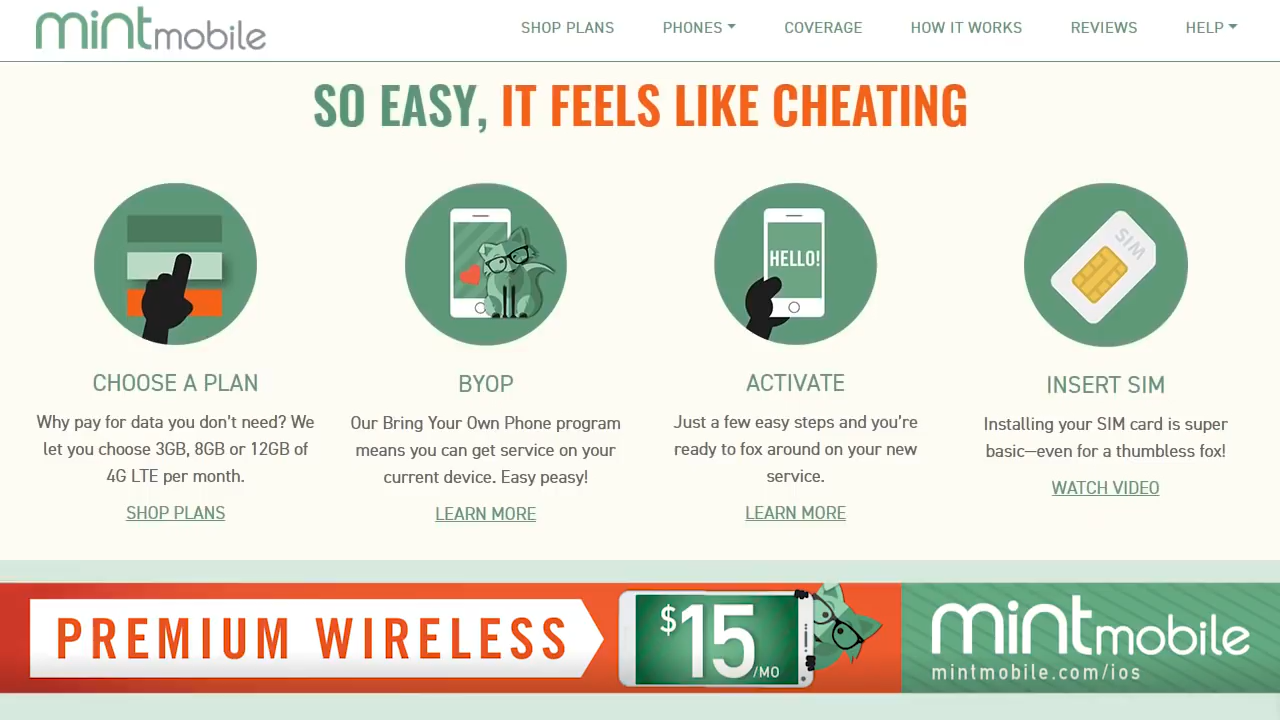 mintmobile
SHOP PLANS PHONES COVERAGE HOW IT WORKS REVIEWS HELP
SO EASY, IT FEELS LIKE CHEATING
HELLO!
SIM
CHOOSE A PLAN
Why pay for data you don’t need? We
let you choose 3GB, 8GB or 12GB of
4G LTE per month.
SHOP PLANS
BYOP
Our Bring Your Own Phone program
means you can get service on your
current device. Easy peasy!
LEARN MORE
ACTIVATE
Just a few easy steps and you’re
ready to fox around on your new
service.
LEARN MORE
INSERT SIM
Installing your SIM card is super
basic—even for a thumbless fox!
WATCH VIDEO
PREMIUM WIRELESS
$15/MO
mintmobile
mintmobile.com/ios